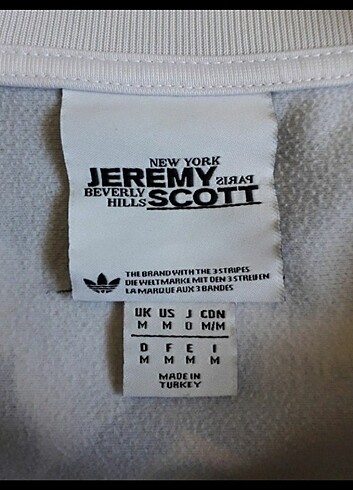 NEW YORK
JEREMY PARIS
BEVERLY SCOTT
HILLS
THE BRAND WITH THE 3 STRIPES
DIE WELTMARKE MIT DEN 3 STREIFEN
LA MARQUE AUX 3 BANDES
UK US J CDN
M M O M/M
D F E I
M M M M
MADE IN
TURKEY